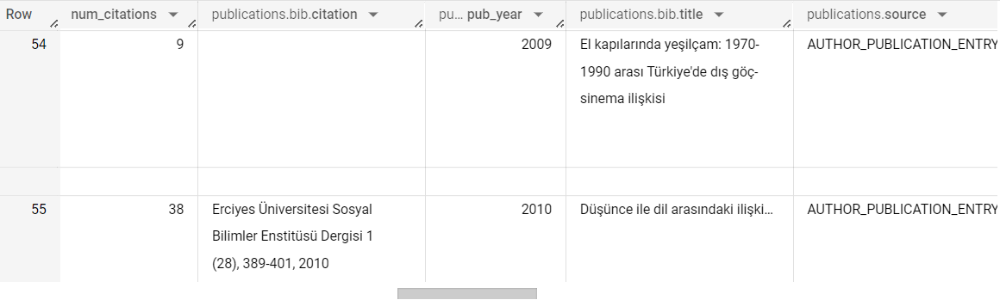 Row num_citations publications.bib.citation pu... pub_year publications.bib.title publications.source
54 9 2009 El kapılarında yeşilçam: 1970- AUTHOR_PUBLICATION_ENTRY
1990 arası Türkiye'de dış göç-
sinema ilişkisi
55 38 Erciyes Üniversitesi Sosyal 2010 Düşünce ile dil arasındaki ilişki... AUTHOR_PUBLICATION_ENTRY
Bilimler Enstitüsü Dergisi 1
(28), 389-401, 2010